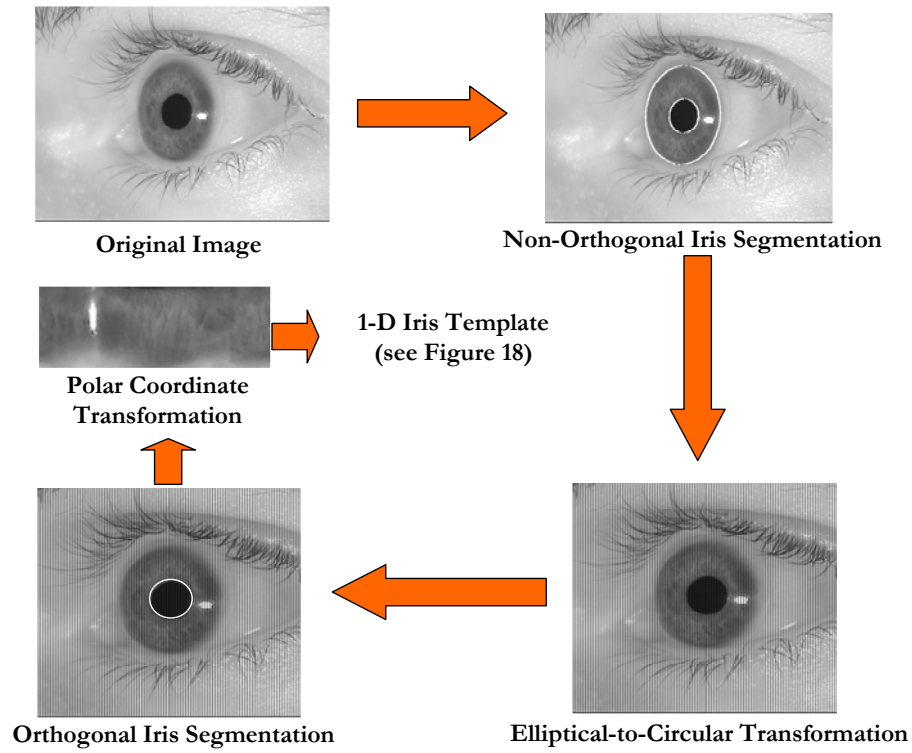 Original Image
Non-Orthogonal Iris Segmentation
1-D Iris Template
(see Figure 18)
Polar Coordinate
Transformation
Orthogonal Iris Segmentation
Elliptical-to-Circular Transformation